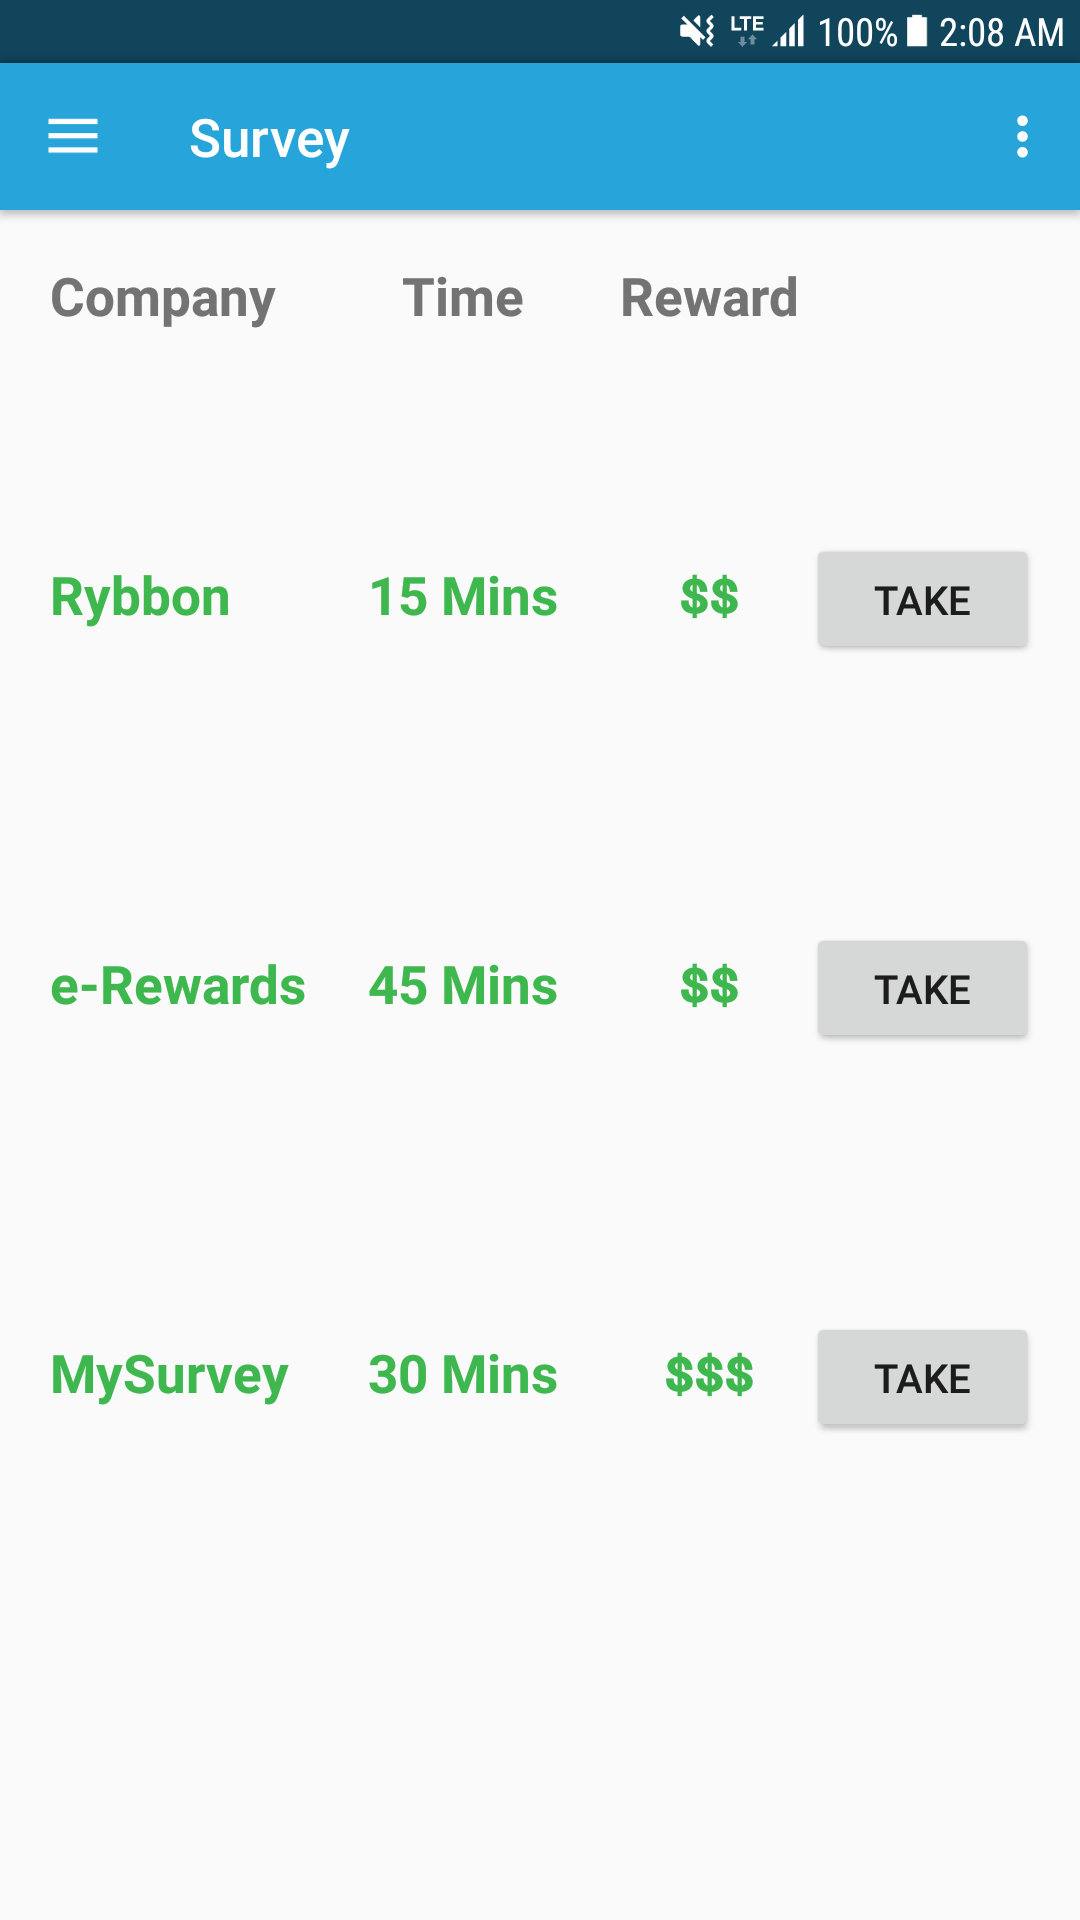 LTE 100% 2:08 AM
Survey
Company Time Reward
Rybbon 15 Mins $$ TAKE
e-Rewards 45 Mins $$ TAKE
MySurvey 30 Mins $$$ TAKE